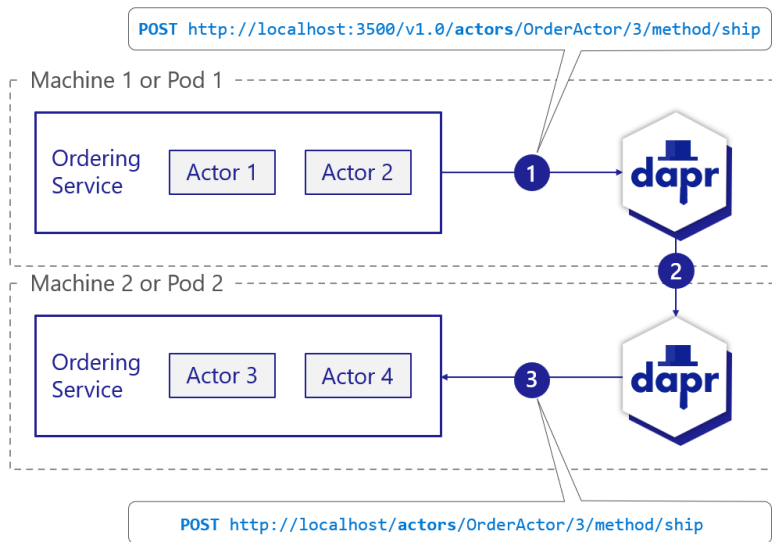 POST http://localhost:3500/v1.0/actors/OrderActor/3/method/ship
Machine 1 or Pod 1
Ordering
Service
Actor 1
Actor 2
1
dapr
2
Machine 2 or Pod 2
Ordering
Service
Actor 3
Actor 4
3
dapr
POST http://localhost/actors/OrderActor/3/method/ship